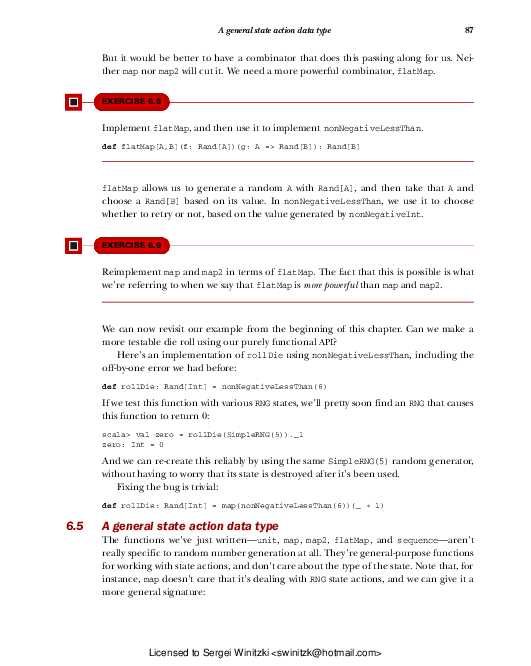 A general state action data type 87
But it would be better to have a combinator that does this passing along for us. Nei-
ther map nor map2 will cut it. We need a more powerful combinator, flatMap.
EXERCISE 6.8
Implement flatMap, and then use it to implement nonNegativeLessThan.
def flatMap[A,B](f: Rand[A])(g: A => Rand[B]): Rand[B]
flatMap allows us to generate a random A with Rand[A], and then take that A and
choose a Rand[B] based on its value. In nonNegativeLessThan, we use it to choose
whether to retry or not, based on the value generated by nonNegativeInt.
EXERCISE 6.9
Reimplement map and map2 in terms of flatMap. The fact that this is possible is what
we're referring to when we say that flatMap is more powerful than map and map2.
We can now revisit our example from the beginning of this chapter. Can we make a
more testable die roll using our purely functional API?
Here's an implementation of rollDie using nonNegativeLessThan, including the
off-by-one error we had before:
def rollDie: Rand[Int] = nonNegativeLessThan(6)
If we test this function with various RNG states, we'll pretty soon find an RNG that causes
this function to return 0:
scala> val zero = rollDie(SimpleRNG(5))._1
zero: Int = 0
And we can re-create this reliably by using the same SimpleRNG(5) random generator,
without having to worry that its state is destroyed after it's been used.
Fixing the bug is trivial:
def rollDie: Rand[Int] = map(nonNegativeLessThan(6))(_ + 1)
6.5 A general state action data type
The functions we've just written—unit, map, map2, flatMap, and sequence—aren't
really specific to random number generation at all. They're general-purpose functions
for working with state actions, and don't care about the type of the state. Note that, for
instance, map doesn't care that it's dealing with RNG state actions, and we can give it a
more general signature:
Licensed to Sergei Winitzki <swinitzk@hotmail.com>